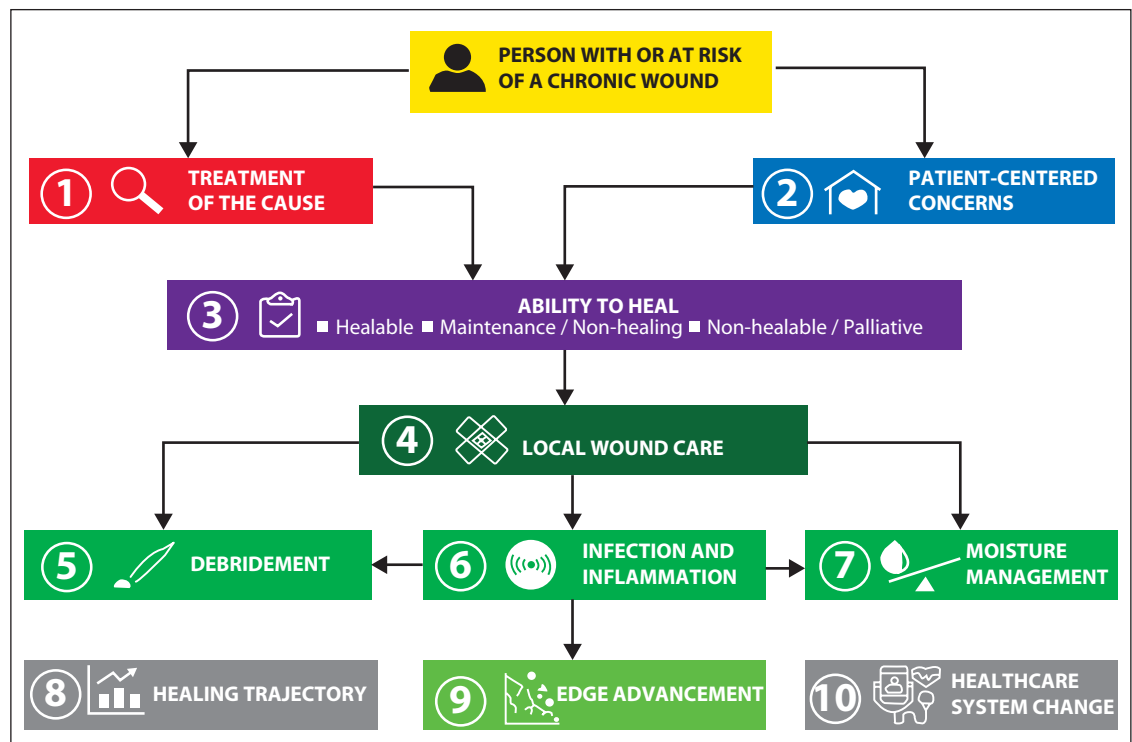 PERSON WITH OR AT RISK
OF A CHRONIC WOUND
1
TREATMENT
OF THE CAUSE
2
PATIENT-CENTERED
CONCERNS
3
ABILITY TO HEAL
■ Healable ■ Maintenance / Non-healing ■ Non-healable / Palliative
4
LOCAL WOUND CARE
5
DEBRIDEMENT
6
INFECTION AND
INFLAMMATION
7
MOISTURE
MANAGEMENT
8
HEALING TRAJECTORY
9
EDGE ADVANCEMENT
10
HEALTHCARE
SYSTEM CHANGE